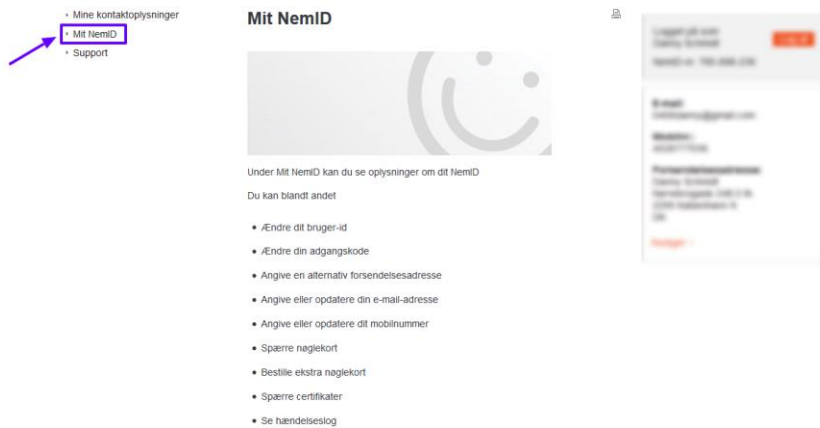 Mine kontaktoplysninger
Mit NemID
Support
Mit NemID
Under Mit NemID kan du se oplysninger om dit NemID
Du kan blandt andet
Ændre dit bruger-id
Ændre din adgangskode
Angive en alternativ forsendelsesadresse
Angive eller opdatere din e-mail-adresse
Angive eller opdatere dit mobilnummer
Spærre nøglekort
Bestille ekstra nøglekort
Spærre certifikater
Se hændelseslog